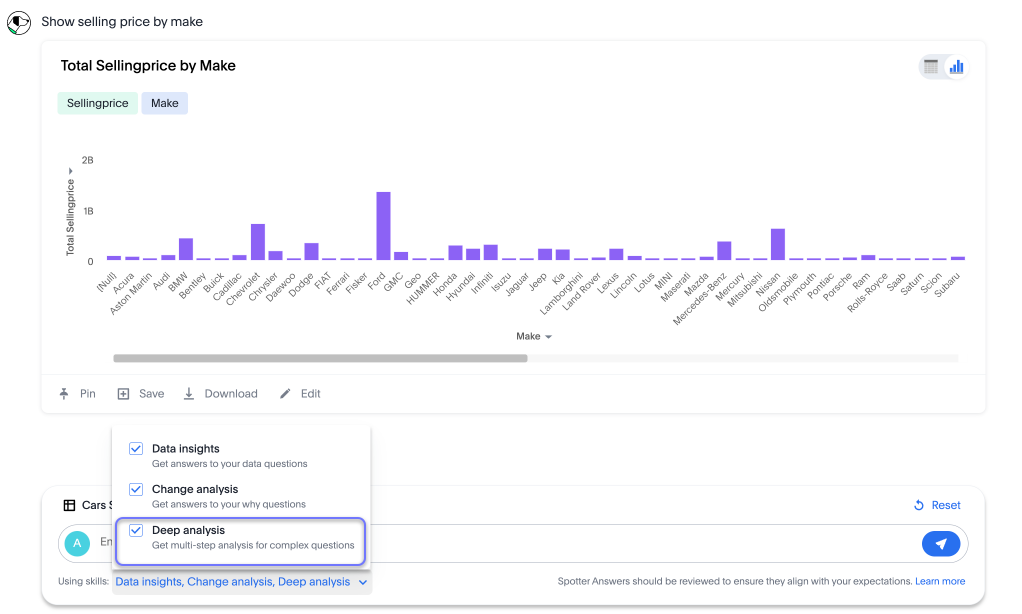 Show selling price by make
Total Sellingprice by Make
Sellingprice
Make
2B
1B
0
Total Sellingprice
{Null}
Acura
Aston Martin
Audi
BMW
Bentley
Buick
Cadillac
Chevrolet
Chrysler
Daewoo
Dodge
FIAT
Ferrari
Fisker
Ford
GMC
Geo
HUMMER
Honda
Hyundai
Infiniti
Isuzu
Jaguar
Jeep
Kia
Lamborghini
Land Rover
Lexus
Lincoln
Lotus
MINI
Maserati
Mazda
Mercedes-Benz
Mercury
Mitsubishi
Nissan
Oldsmobile
Plymouth
Pontiac
Porsche
Ram
Rolls-Royce
Saab
Saturn
Scion
Subaru
Make
Pin
Save
Download
Edit
Data insights
Get answers to your data questions
Change analysis
Get answers to your why questions
Deep analysis
Get multi-step analysis for complex questions
Cars S
Reset
A
En
Using skills: Data insights, Change analysis, Deep analysis
Spotter Answers should be reviewed to ensure they align with your expectations. Learn more